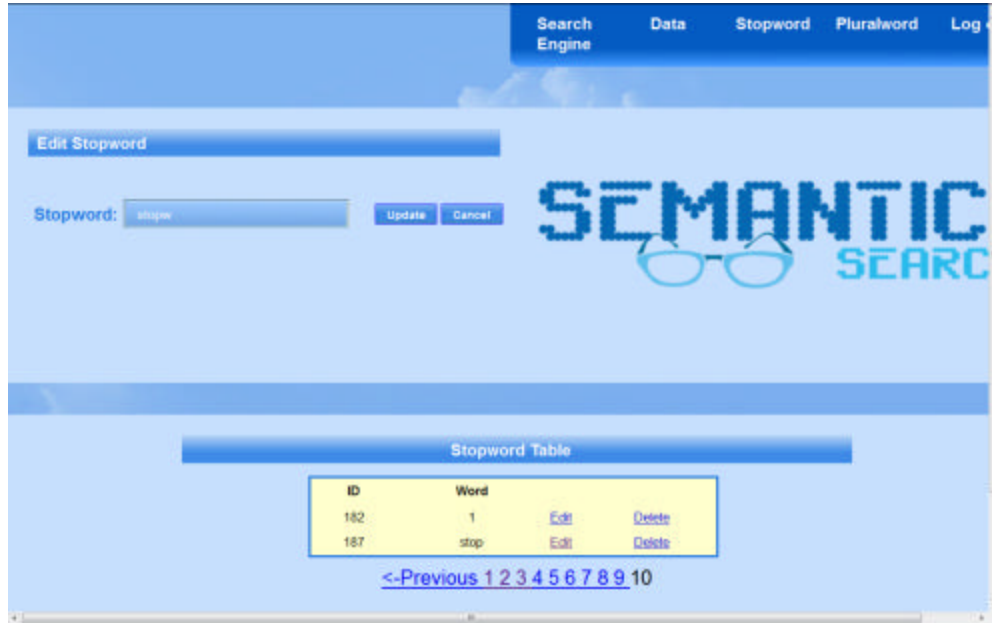 Search Engine Data Stopword Pluralword Log
Edit Stopword
Stopword: stopw Update Cancel
SEMANTIC
SEARC
Stopword Table
ID Word
182 1 Edit Delete
187 stop Edit Delete
<-Previous 1 2 3 4 5 6 7 8 9 10